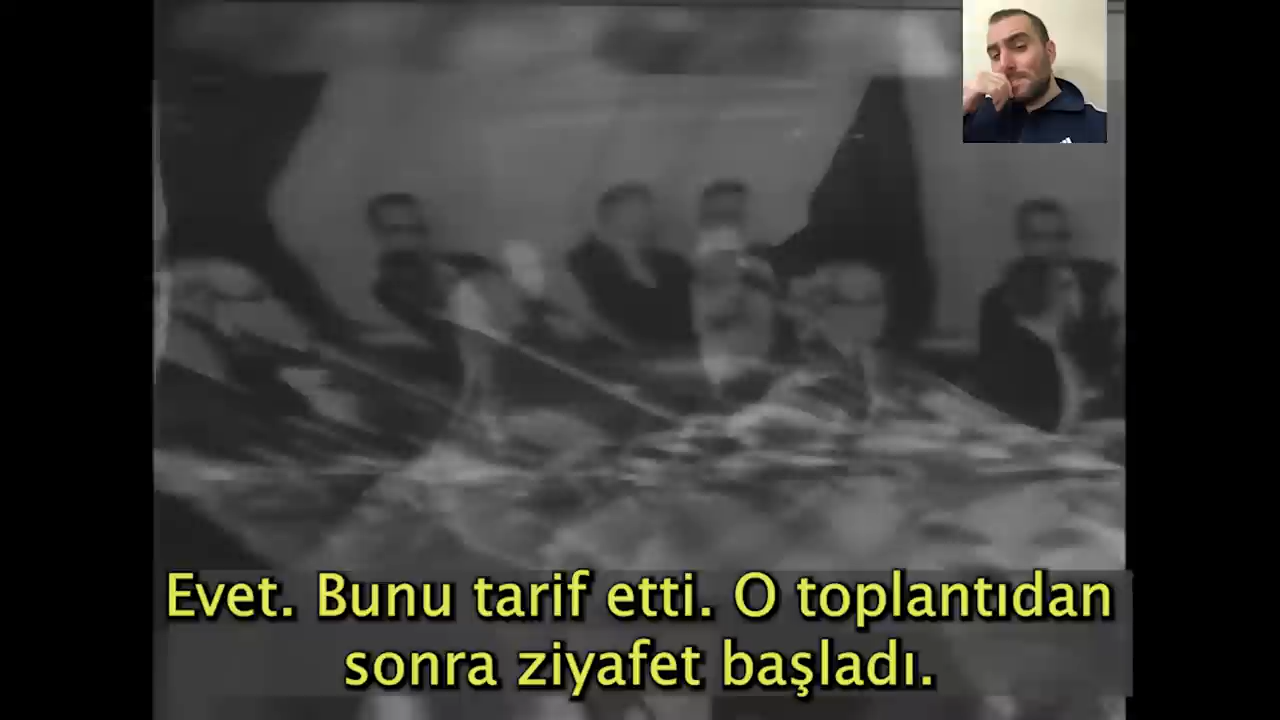 Evet. Bunu tarif etti. O toplantıdan
sonra ziyafet başladı.